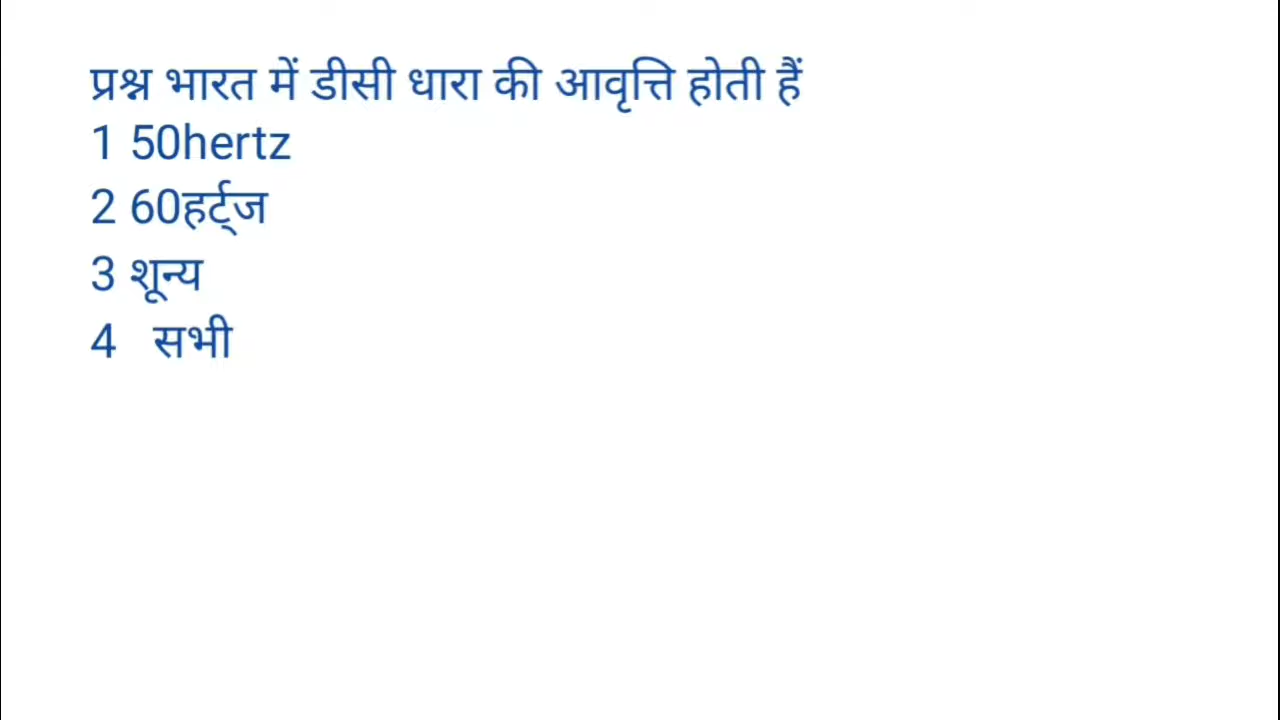 प्रश्न भारत में डीसी धारा की आवृत्ति होती हैं
1 50hertz
2 60हर्ट्ज
3 शून्य
4 सभी